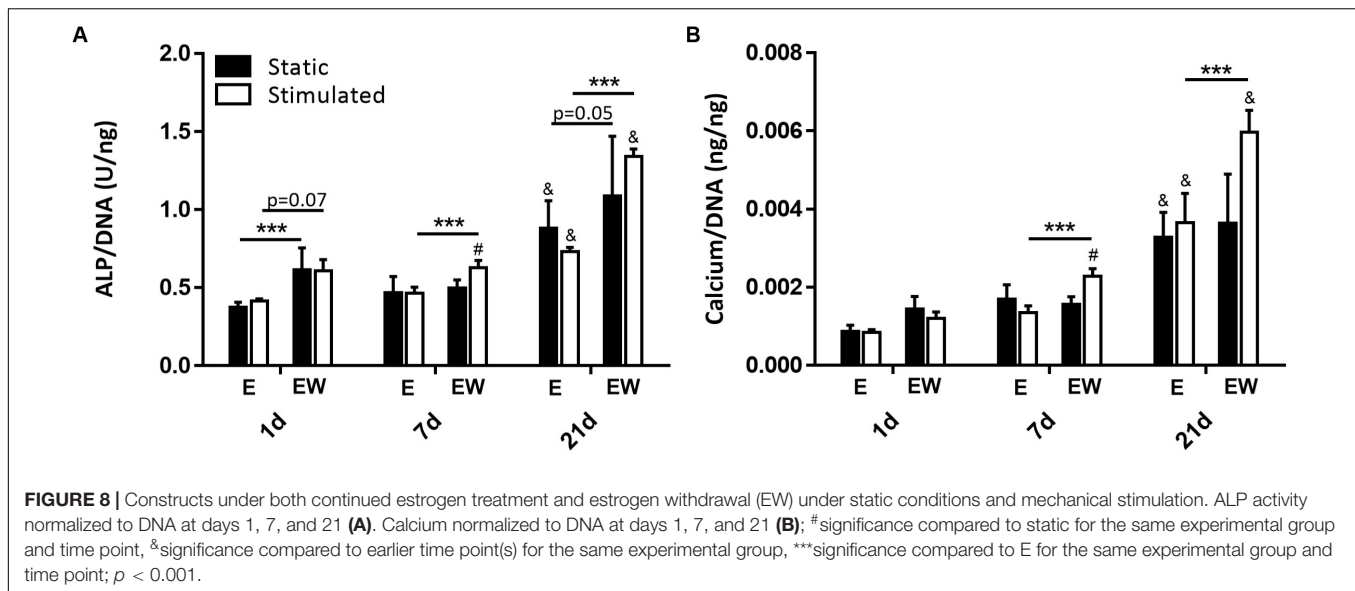 A
B
2.0
1.5
1.0
0.5
0.0
ALP/DNA (U/ng)
Static
Stimulated
***
p=0.07
***
#
&
&
p=0.05
***
&
E EW E EW E EW
1d 7d 21d
0.008
0.006
0.004
0.002
0.000
Calcium/DNA (ng/ng)
***
#
&
&
***
&
E EW E EW E EW
1d 7d 21d
FIGURE 8 | Constructs under both continued estrogen treatment and estrogen withdrawal (EW) under static conditions and mechanical stimulation. ALP activity
normalized to DNA at days 1, 7, and 21 (A). Calcium normalized to DNA at days 1, 7, and 21 (B); #significance compared to static for the same experimental group
and time point, &significance compared to earlier time point(s) for the same experimental group, ***significance compared to E for the same experimental group and
time point; p < 0.001.